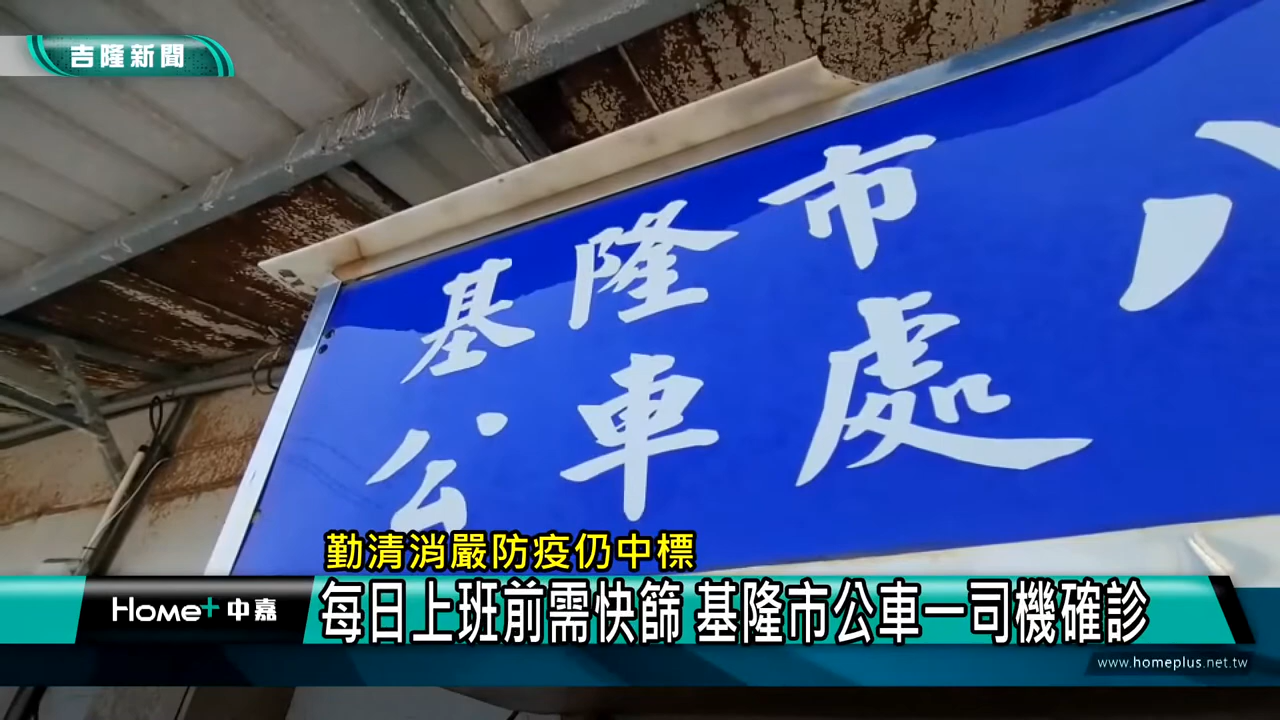 吉隆新聞
基隆市
公車處
勤清消嚴防疫仍中標
Home+中嘉
每日上班前需快篩 基隆市公車一司機確診
www.homeplus.net.tw